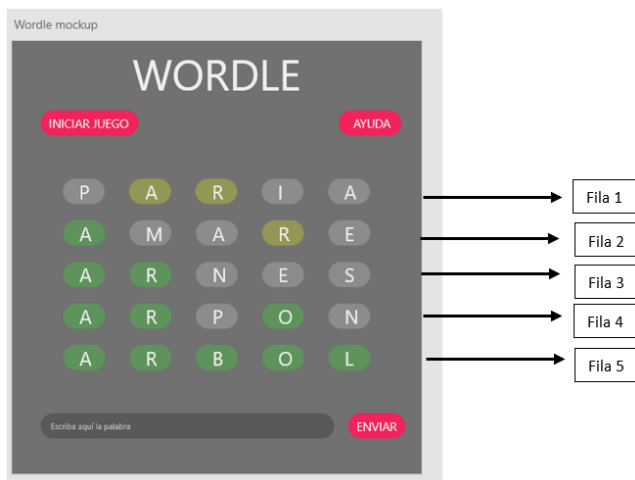 Wordle mockup
WORDLE
INICIAR JUEGO AYUDA
P A R I A Fila 1
A M A R E Fila 2
A R N E S Fila 3
A R P O N Fila 4
A R B O L Fila 5
Escriba aquí la palabra ENVIAR